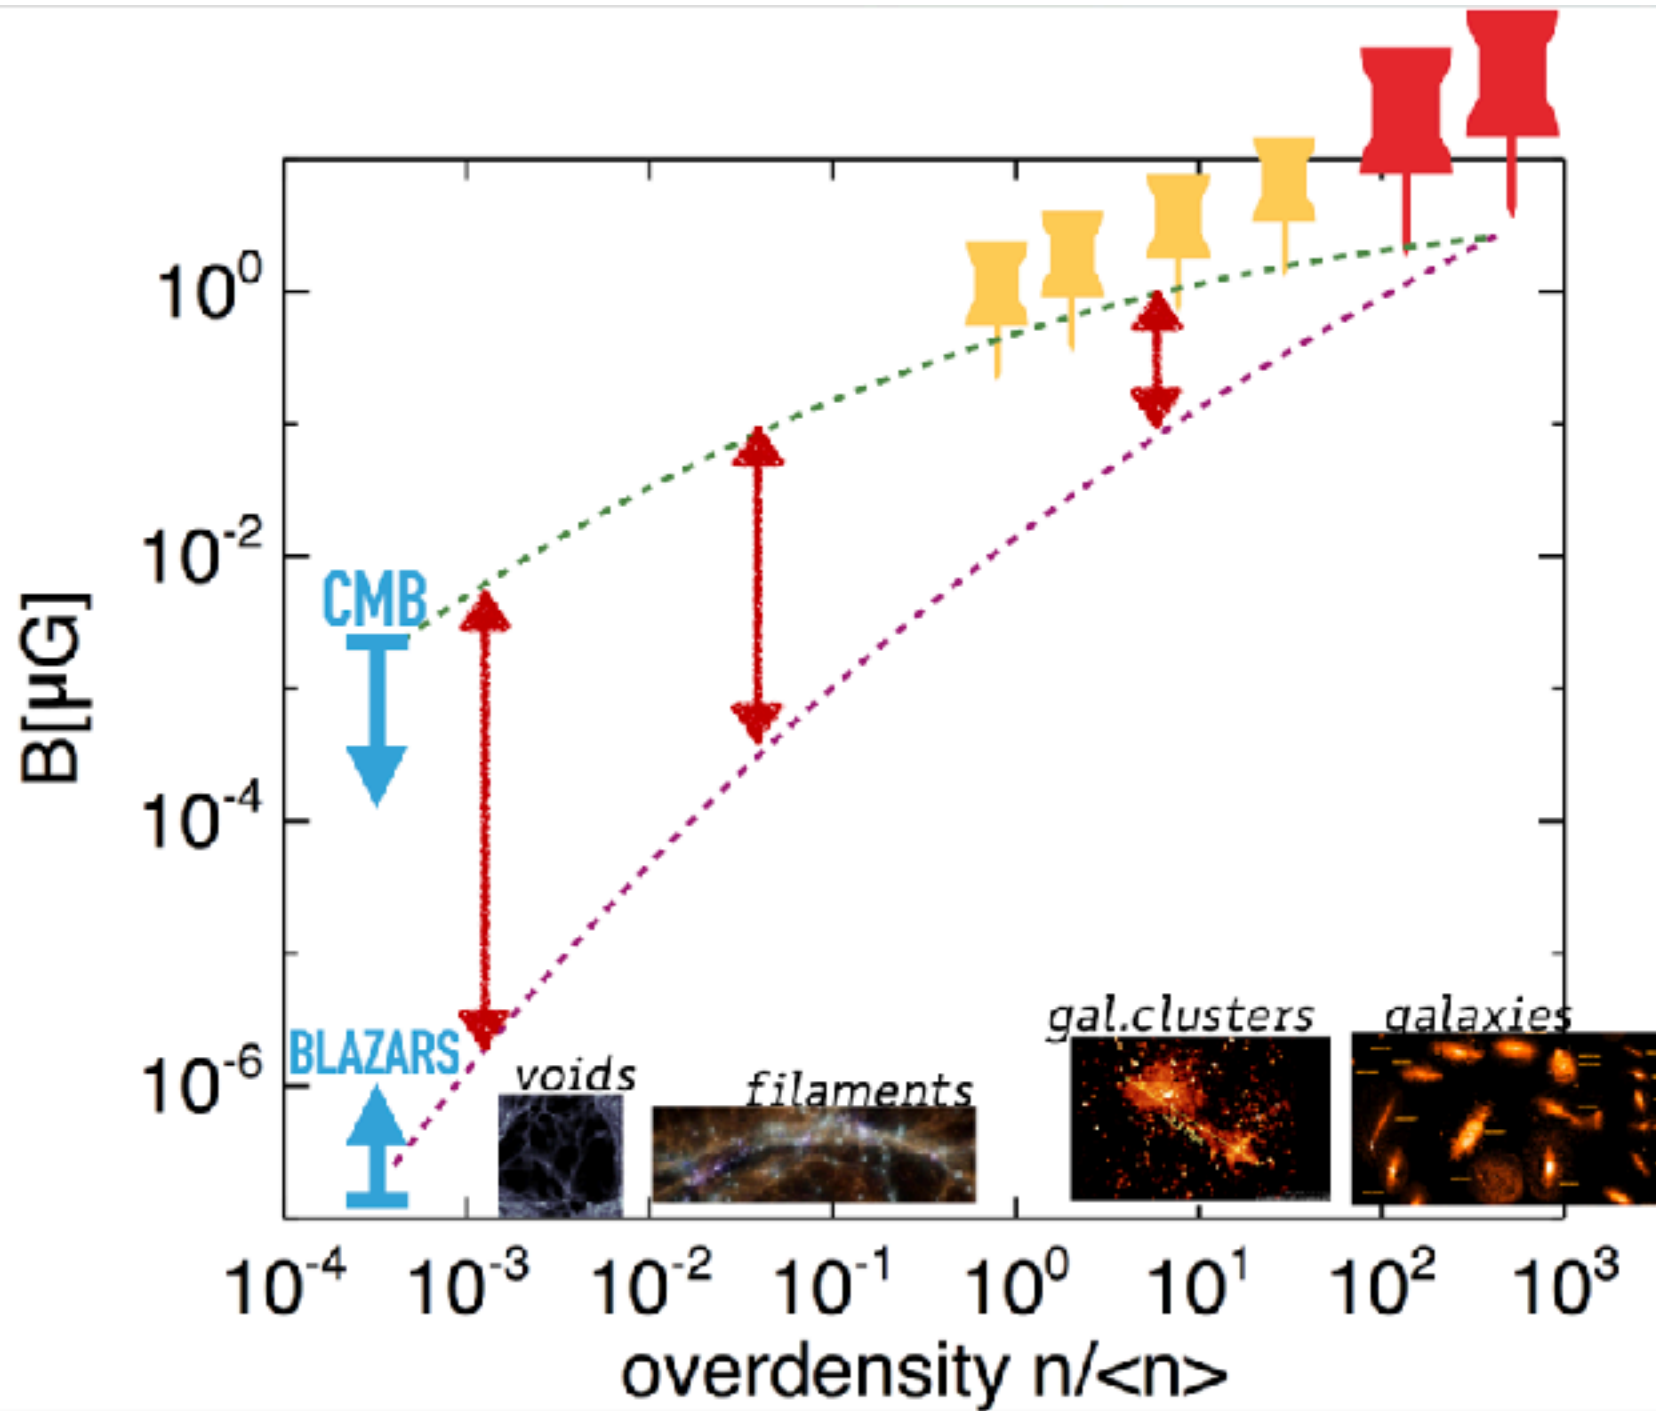 10^0
10^-2
10^-4
10^-6
B[μG]
CMB
BLAZARS
voids
filaments
gal.clusters
galaxies
10^-4 10^-3 10^-2 10^-1 10^0 10^1 10^2 10^3
overdensity n/<n>